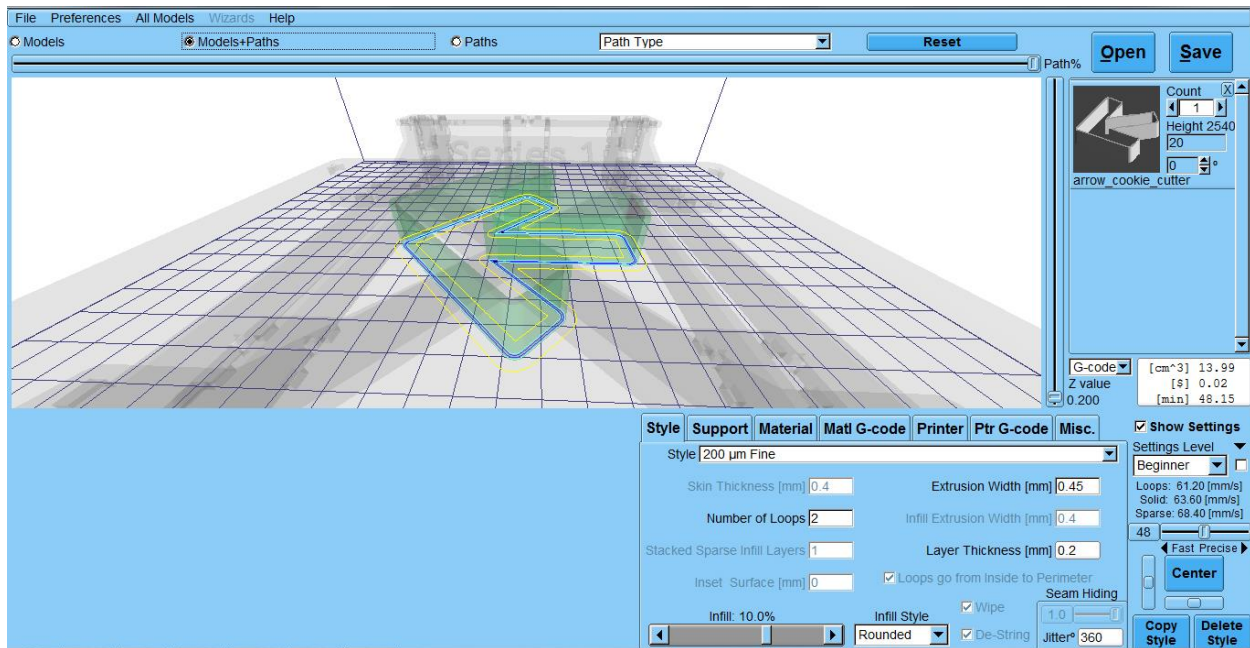 File Preferences All Models Wizards Help
Models Models+Paths Paths Path Type Reset
Path%
Open Save
Series 1
Count X
1
Height 2540
20
0 °
arrow_cookie_cutter
G-code
Z value
0.200
[cm^3] 13.99
[$] 0.02
[min] 48.15
Style Support Material Matl G-code Printer Ptr G-code Misc.
Style 200 µm Fine
Skin Thickness [mm] 0.4 Extrusion Width [mm] 0.45
Number of Loops 2 Infill Extrusion Width [mm] 0.4
Stacked Sparse Infill Layers 1 Layer Thickness [mm] 0.2
Inset Surface [mm] 0 Loops go from Inside to Perimeter
Infill: 10.0% Infill Style Wipe
Rounded De-String
Seam Hiding
1.0
Jitter° 360
Show Settings
Settings Level
Beginner
Loops: 61.20 [mm/s]
Solid: 63.60 [mm/s]
Sparse: 68.40 [mm/s]
48
Fast Precise
Center
Copy Style Delete Style